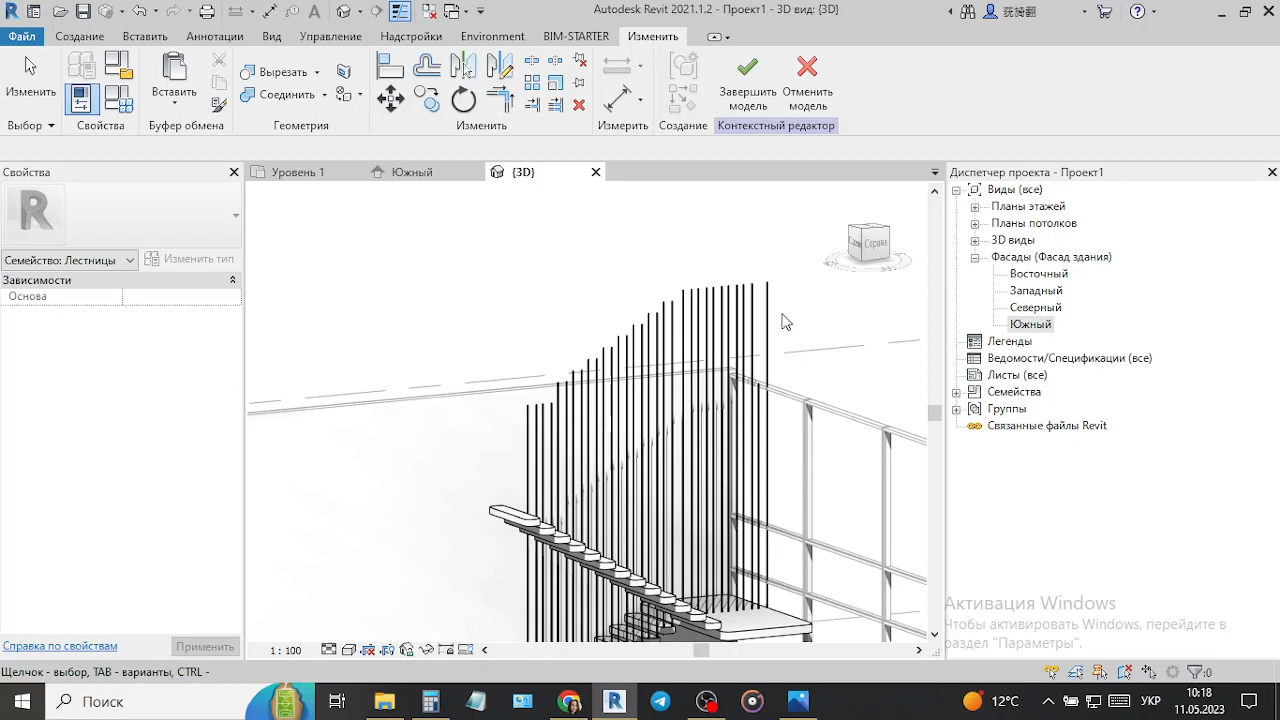 Autodesk Revit 2021.1.2 - Проект1 - 3D вид: {3D}
Файл Создание Вставить Аннотации Вид Управление Надстройки Environment BIM-STARTER Изменить
Изменить Вставить Вырезать Соединить Завершить модель Отменить модель
Выбор Свойства Буфер обмена Геометрия Изменить Измерить Создание Контекстный редактор
Свойства Уровень 1 Южный {3D} Диспетчер проекта - Проект1
R
Семейство: Лестницы Изменить тип
Зависимости
Основа
Справа
Виды (все)
Планы этажей
Планы потолков
3D виды
Фасады (Фасад здания)
Восточный
Западный
Северный
Южный
Легенды
Ведомости/Спецификации (все)
Листы (все)
Семейства
Группы
Связанные файлы Revit
Активация Windows
Чтобы активировать Windows, перейдите в
раздел "Параметры".
Справка по свойствам Применить 1 : 100
Щелчок - выбор, TAB - варианты, CTRL - :0
Поиск 12°C УКР 10:18
11.05.2023